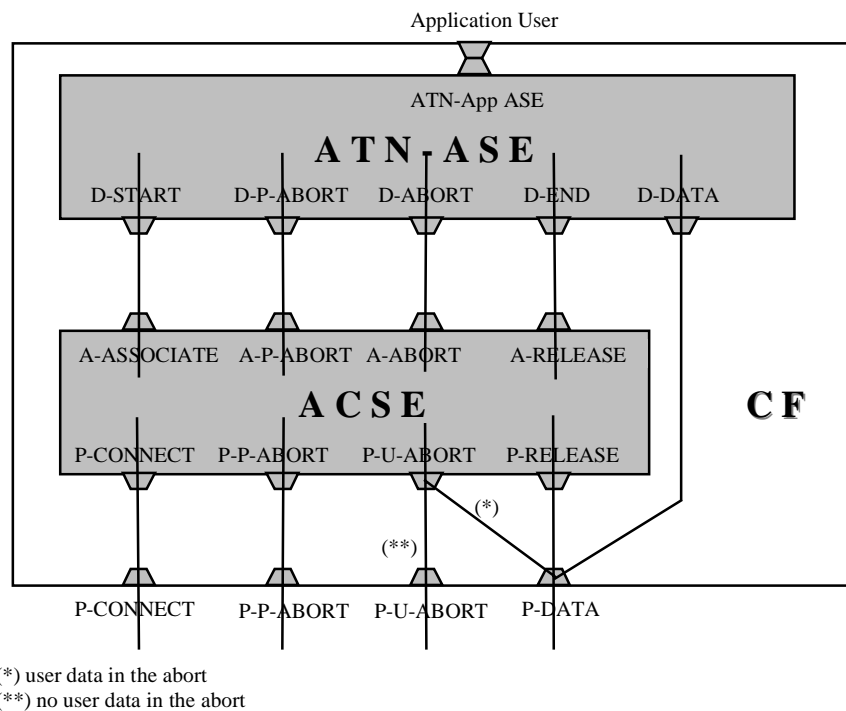 Application User
ATN-App ASE
ATN-ASE
D-START D-P-ABORT D-ABORT D-END D-DATA
A-ASSOCIATE A-P-ABORT A-ABORT A-RELEASE
ACSE CF
P-CONNECT P-P-ABORT P-U-ABORT P-RELEASE
(*)
(**)
P-CONNECT P-P-ABORT P-U-ABORT P-DATA
(*) user data in the abort
(**) no user data in the abort